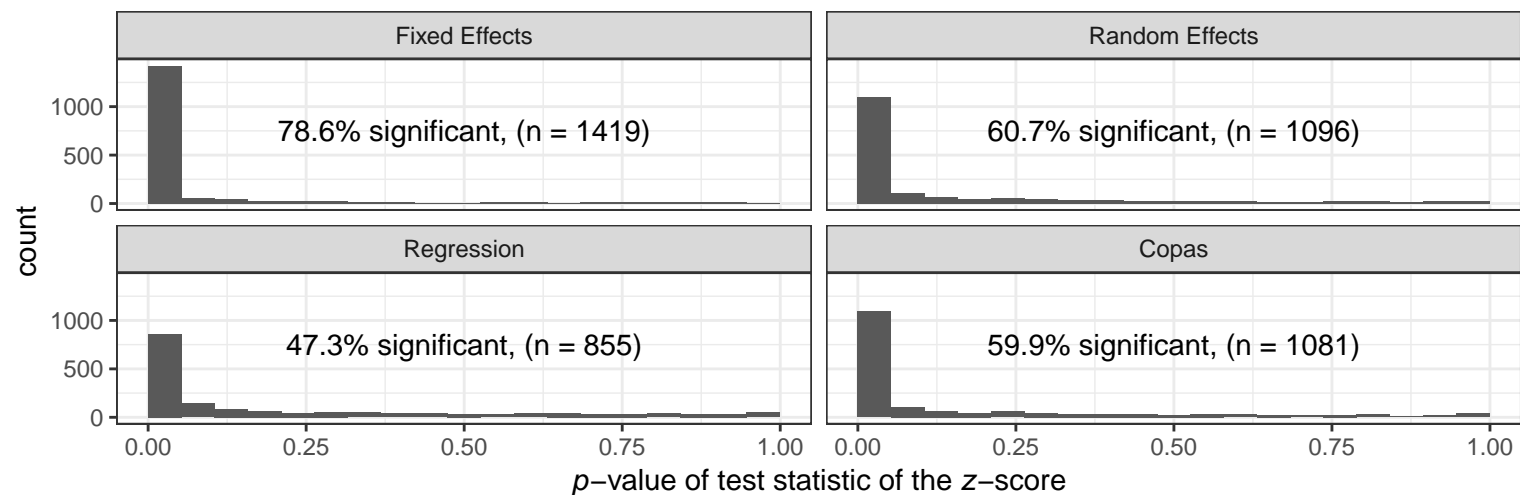 Fixed Effects
Random Effects
1000
500
0
78.6% significant, (n = 1419)
60.7% significant, (n = 1096)
count
Regression
Copas
1000
500
0
47.3% significant, (n = 855)
59.9% significant, (n = 1081)
0.00 0.25 0.50 0.75 1.00
0.00 0.25 0.50 0.75 1.00
p−value of test statistic of the z−score